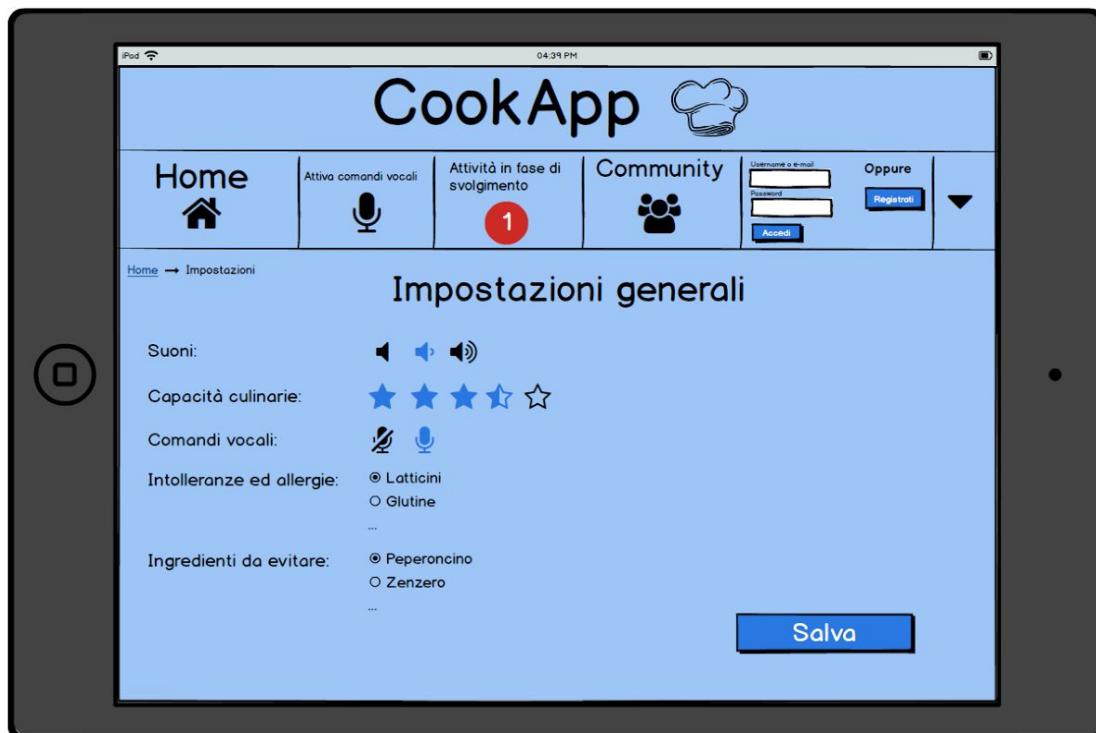 iPad
04:39 PM
CookApp
Home
Attiva comandi vocali
Attività in fase di
svolgimento
1
Community
Username o e-mail
Password
Accedi
Oppure
Registrati
Home → Impostazioni
Impostazioni generali
Suoni:
Capacità culinarie:
Comandi vocali:
Intolleranze ed allergie:
Latticini
Glutine
...
Ingredienti da evitare:
Peperoncino
Zenzero
...
Salva